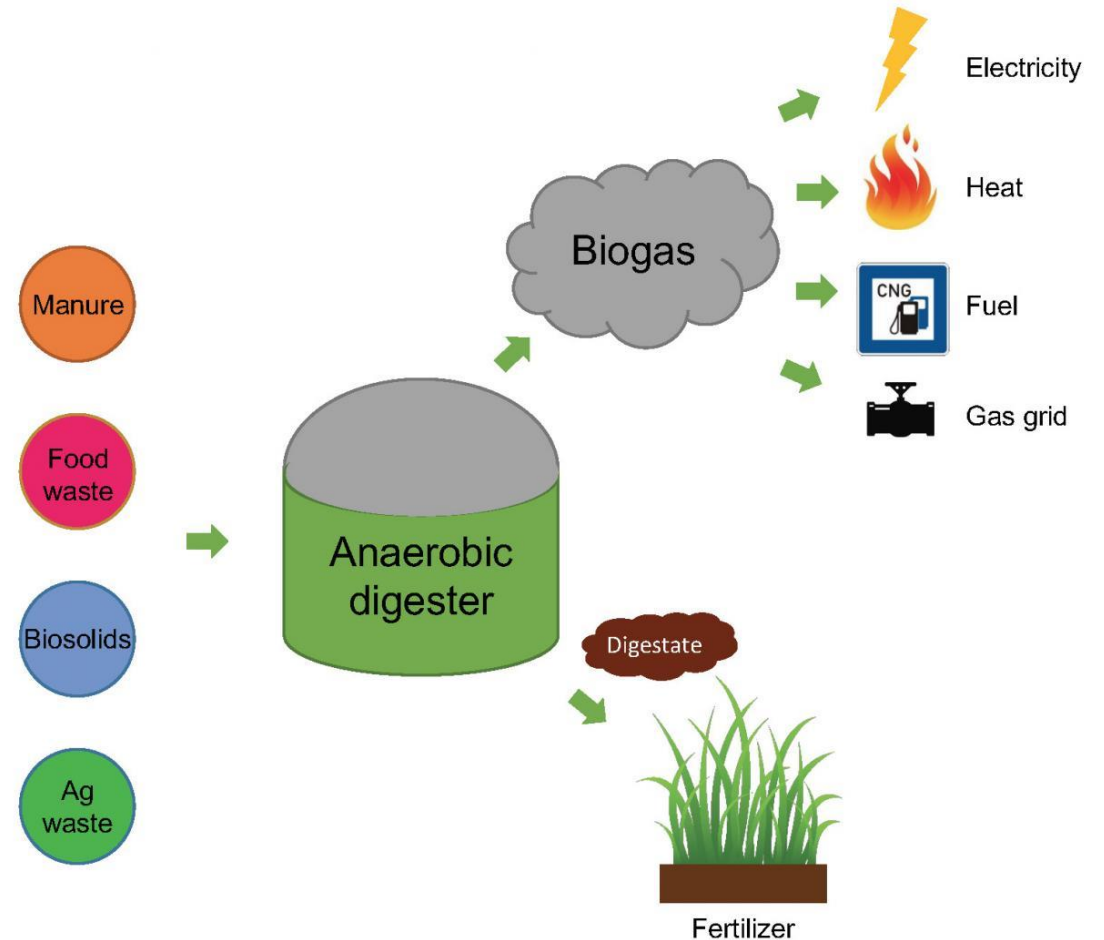 Manure
Food
waste
Biosolids
Ag
waste
Anaerobic
digester
Biogas
Electricity
Heat
CNG
Fuel
Gas grid
Digestate
Fertilizer